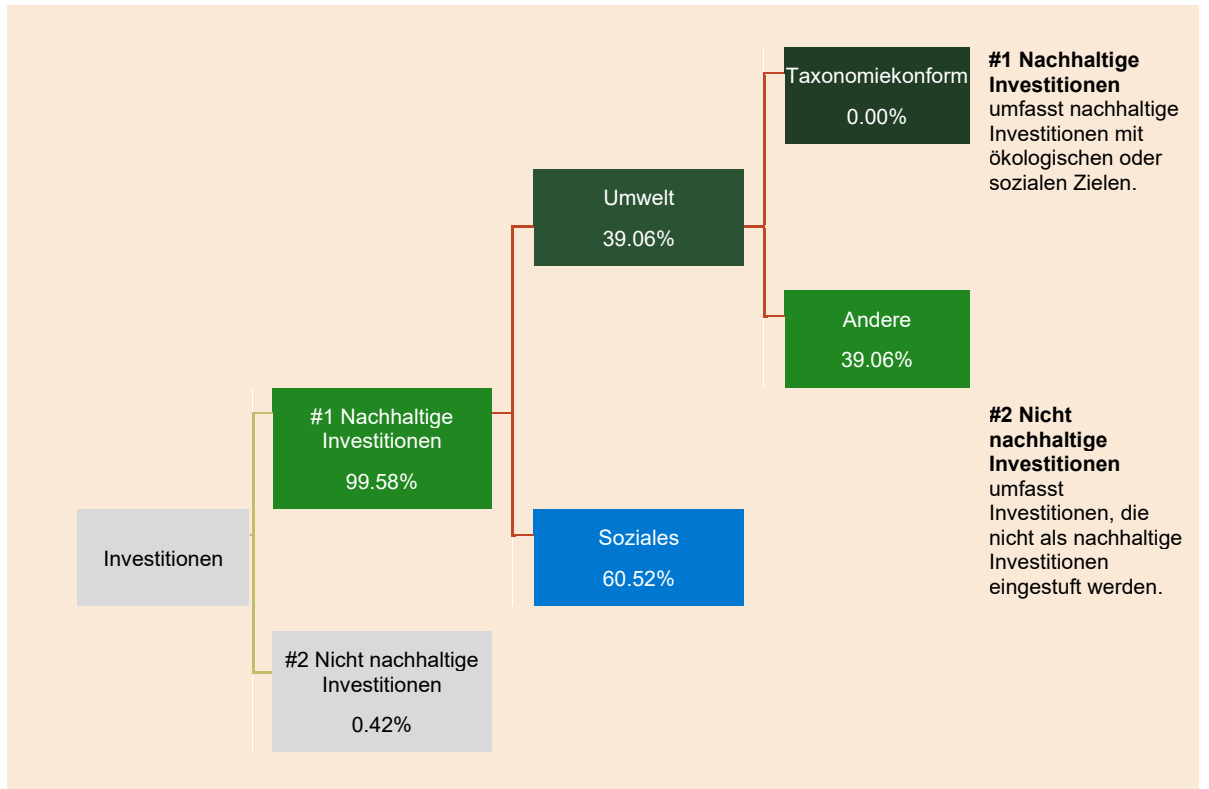 Taxonomiekonform
0.00%
#1 Nachhaltige
Investitionen
umfasst nachhaltige
Investitionen mit
ökologischen oder
sozialen Zielen.
Umwelt
39.06%
Andere
39.06%
#1 Nachhaltige
Investitionen
99.58%
#2 Nicht
nachhaltige
Investitionen
umfasst
Investitionen, die
nicht als nachhaltige
Investitionen
eingestuft werden.
Soziales
60.52%
Investitionen
#2 Nicht nachhaltige
Investitionen
0.42%